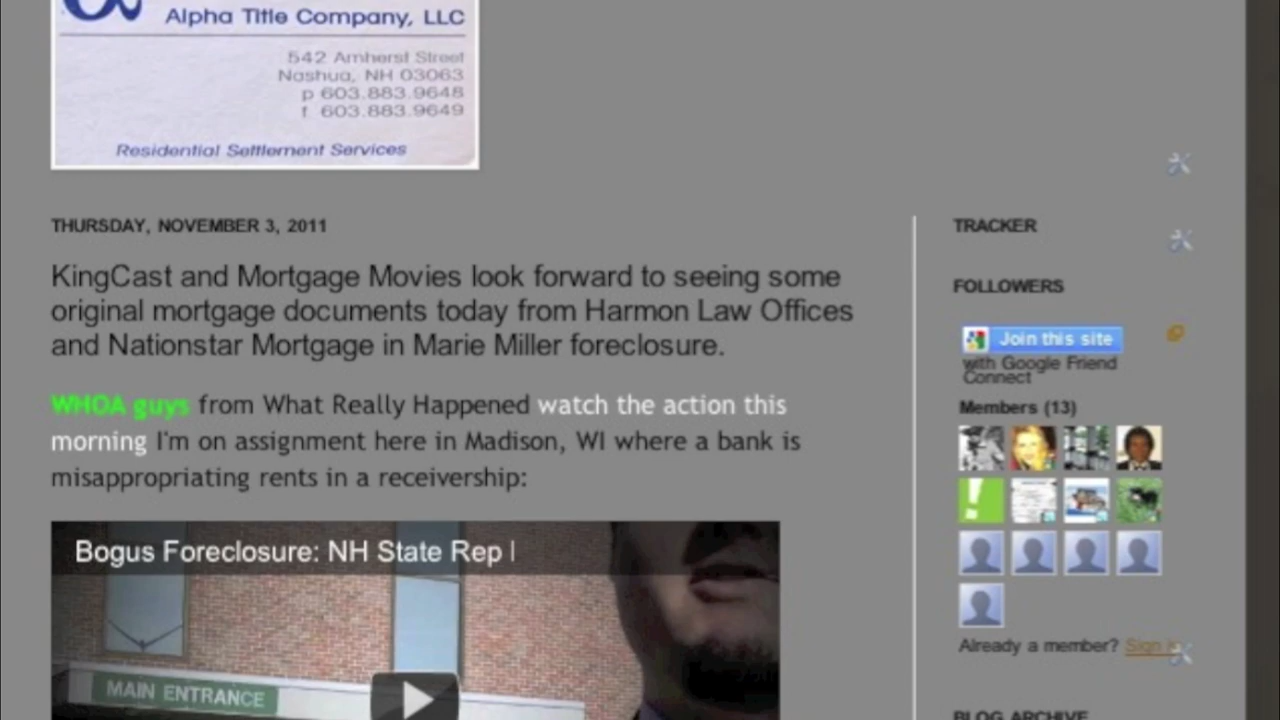 Alpha Title Company, LLC
542 Amherst Street
Nashua, NH 03063
p 603.883.9648
f 603.883.9649
Residential Settlement Services
THURSDAY, NOVEMBER 3, 2011
KingCast and Mortgage Movies look forward to seeing some
original mortgage documents today from Harmon Law Offices
and Nationstar Mortgage in Marie Miller foreclosure.
WHOA guys from What Really Happened watch the action this
morning I'm on assignment here in Madison, WI where a bank is
misappropriating rents in a receivership:
Bogus Foreclosure: NH State Rep
MAIN ENTRANCE
TRACKER
FOLLOWERS
Join this site
with Google Friend
Connect
Members (13)
Already a member? Sign in
BLOG ARCHIVE